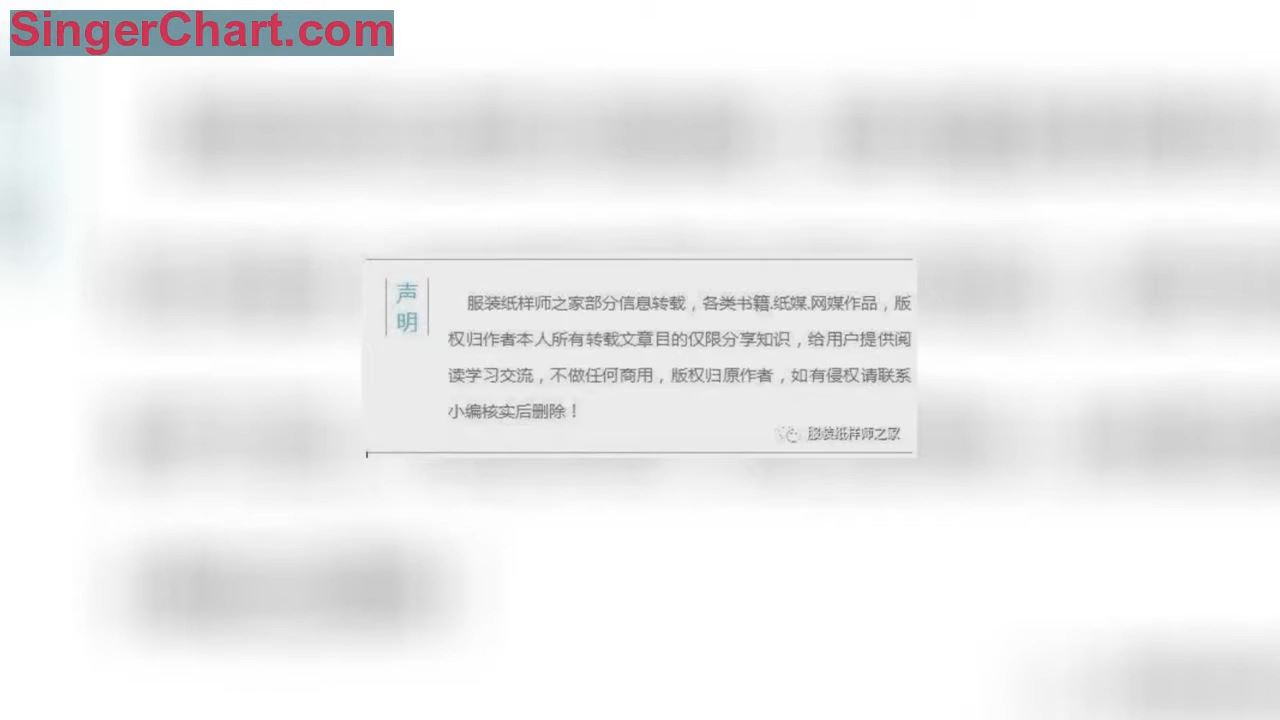 SingerChart.com
声
明
服装纸样师之家部分信息转载，各类书籍.纸媒.网媒作品，版
权归作者本人所有转载文章目的仅限分享知识，给用户提供阅
读学习交流，不做任何商用，版权归原作者，如有侵权请联系
小编核实后删除！
服装纸样师之家